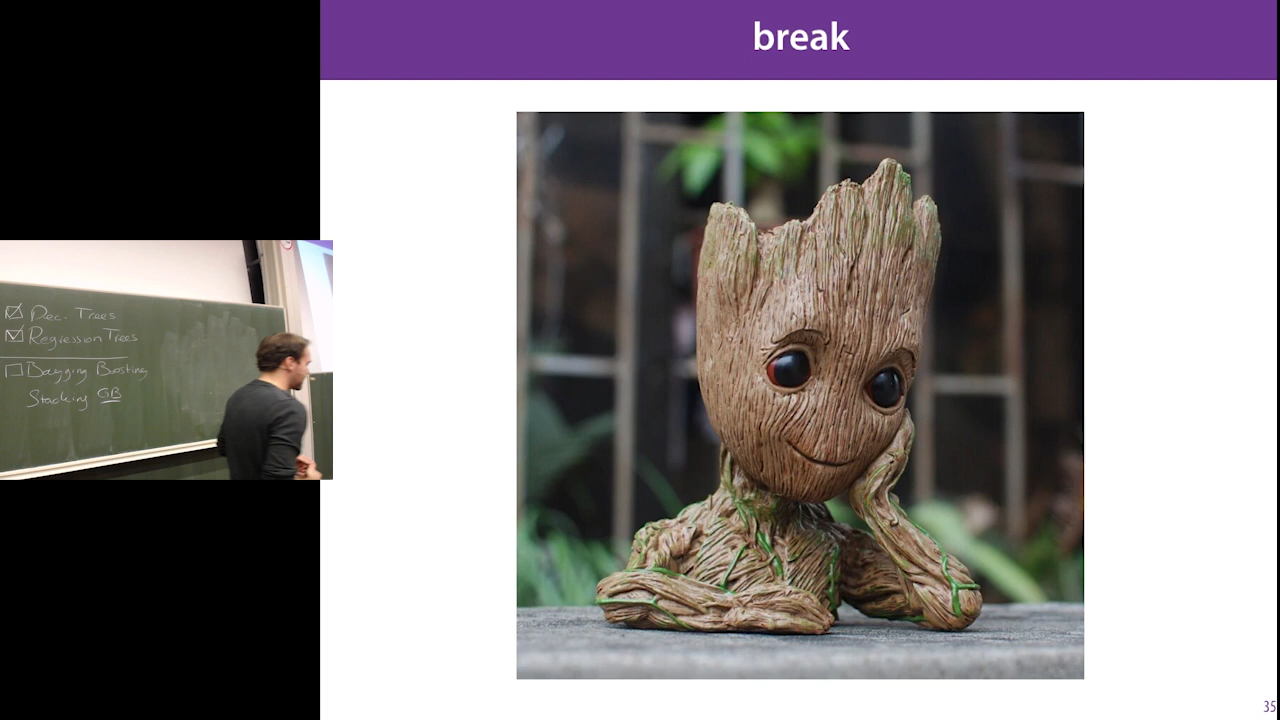 break
Dec. Trees
Regression Trees
Bagging Boosting
Stacking GB
35